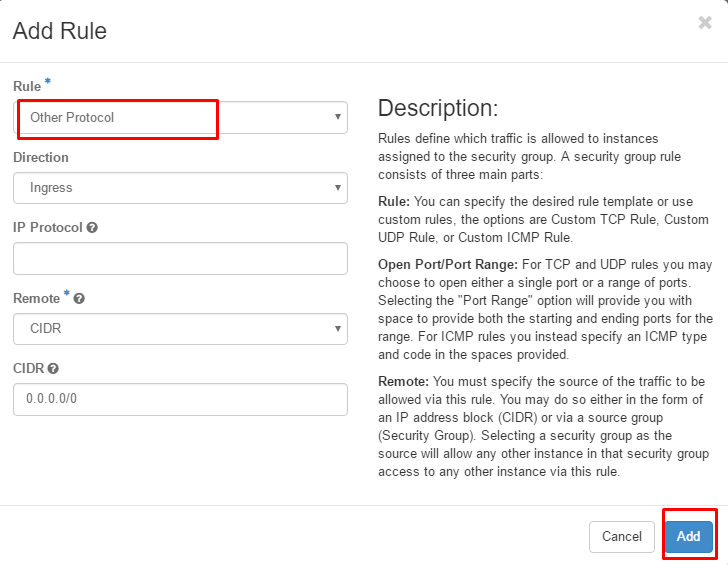 Add Rule
×
Rule *
Other Protocol
Direction
Ingress
IP Protocol ?
Remote * ?
CIDR
CIDR ?
0.0.0.0/0
Description:
Rules define which traffic is allowed to instances
assigned to the security group. A security group rule
consists of three main parts:
Rule: You can specify the desired rule template or use
custom rules, the options are Custom TCP Rule, Custom
UDP Rule, or Custom ICMP Rule.
Open Port/Port Range: For TCP and UDP rules you may
choose to open either a single port or a range of ports.
Selecting the "Port Range" option will provide you with
space to provide both the starting and ending ports for the
range. For ICMP rules you instead specify an ICMP type
and code in the spaces provided.
Remote: You must specify the source of the traffic to be
allowed via this rule. You may do so either in the form of
an IP address block (CIDR) or via a source group
(Security Group). Selecting a security group as the
source will allow any other instance in that security group
access to any other instance via this rule.
Cancel
Add